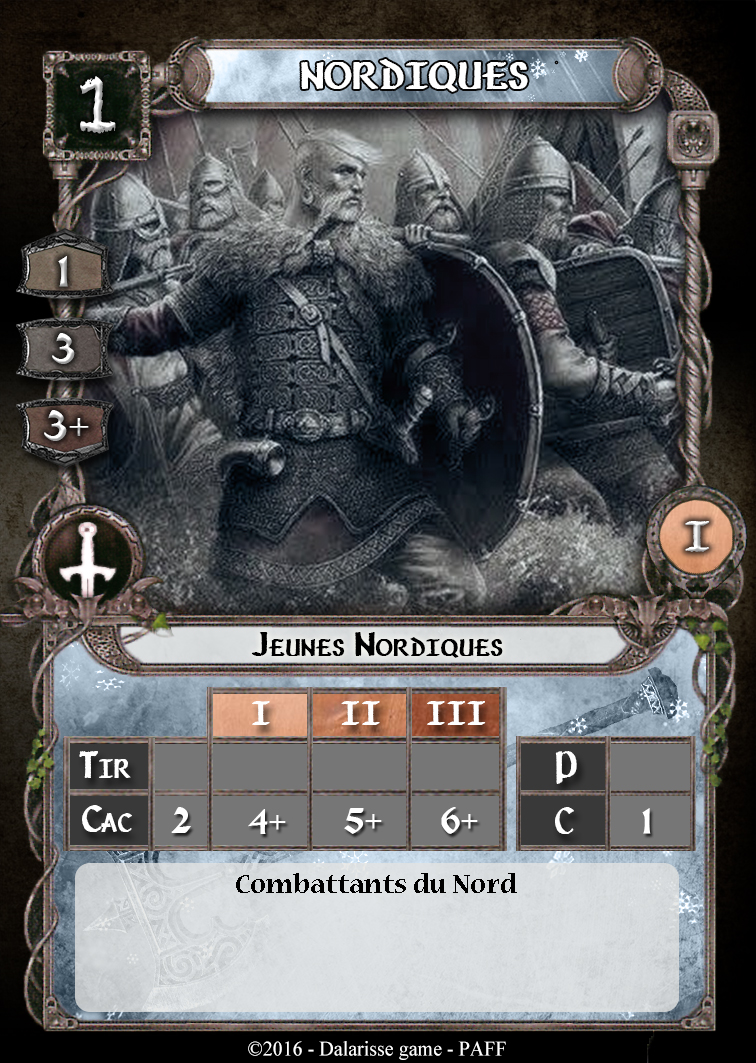 NORDIQUES
1
1
3
3+
I
JEUNES NORDIQUES
I II III
TIR P
CAC 2 4+ 5+ 6+ C 1
Combattants du Nord
©2016 - Dalarisse game - PAFF